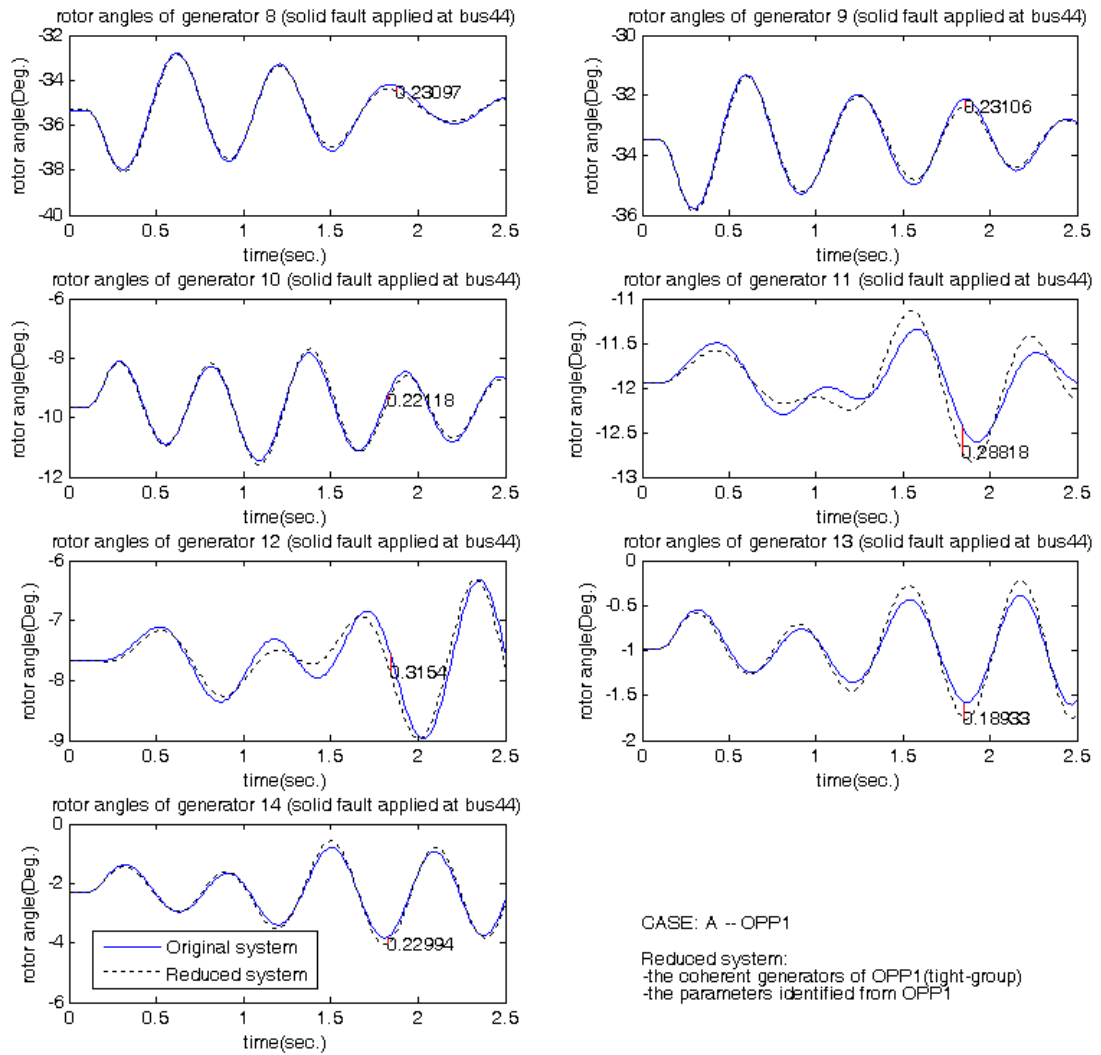 rotor angles of generator 8 (solid fault applied at bus44)
-32
-34
-36
-38
-40
rotor angle(Deg.)
0.23097
0 0.5 1 1.5 2 2.5
time(sec.)
rotor angles of generator 9 (solid fault applied at bus44)
-30
-32
-34
-36
rotor angle(Deg.)
0.23106
0 0.5 1 1.5 2 2.5
time(sec.)
rotor angles of generator 10 (solid fault applied at bus44)
-6
-8
-10
-12
rotor angle(Deg.)
0.22118
0 0.5 1 1.5 2 2.5
time(sec.)
rotor angles of generator 11 (solid fault applied at bus44)
-11
-11.5
-12
-12.5
-13
rotor angle(Deg.)
0.28818
0 0.5 1 1.5 2 2.5
time(sec.)
rotor angles of generator 12 (solid fault applied at bus44)
-6
-7
-8
-9
rotor angle(Deg.)
0.3154
0 0.5 1 1.5 2 2.5
time(sec.)
rotor angles of generator 13 (solid fault applied at bus44)
0
-0.5
-1
-1.5
-2
rotor angle(Deg.)
0.18933
0 0.5 1 1.5 2 2.5
time(sec.)
rotor angles of generator 14 (solid fault applied at bus44)
0
-2
-4
-6
rotor angle(Deg.)
0.22994
Original system
Reduced system
0 0.5 1 1.5 2 2.5
time(sec.)
CASE: A -- OPP1
Reduced system:
-the coherent generators of OPP1(tight-group)
-the parameters identified from OPP1